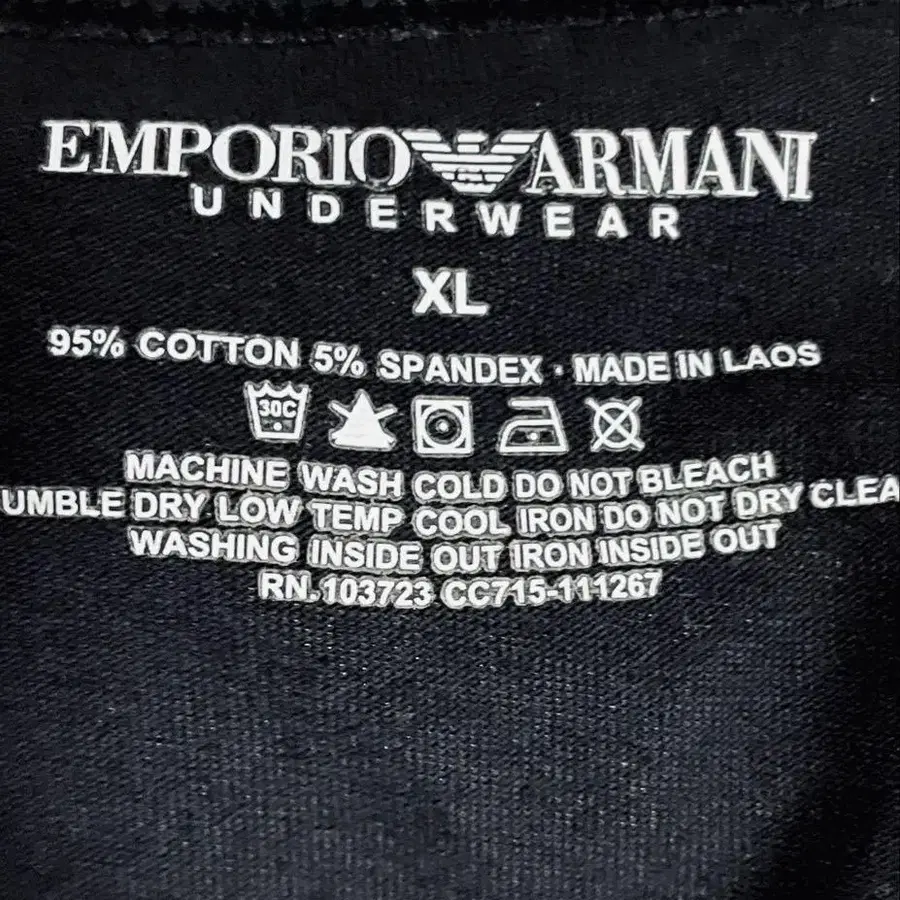 EMPORIO ARMANI
UNDERWEAR
XL
95% COTTON 5% SPANDEX · MADE IN LAOS
30C
MACHINE WASH COLD DO NOT BLEACH
UMBLE DRY LOW TEMP COOL IRON DO NOT DRY CLEA
WASHING INSIDE OUT IRON INSIDE OUT
RN.103723 CC715-111267